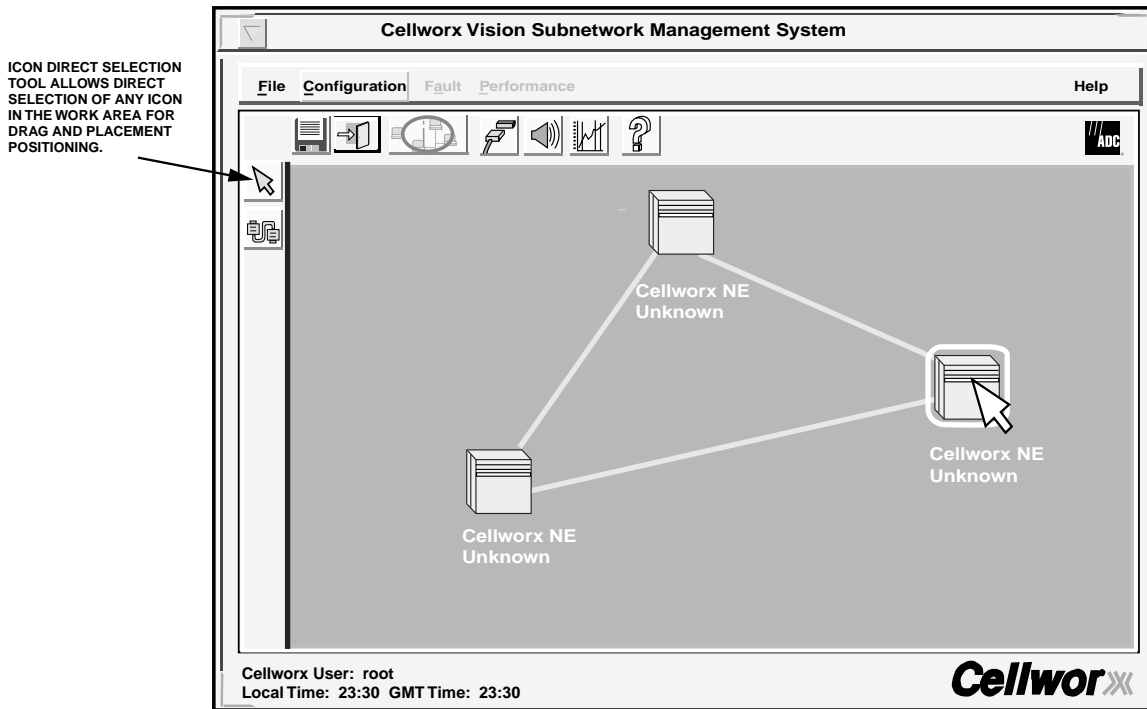 Cellworx Vision Subnetwork Management System
ICON DIRECT SELECTION
TOOL ALLOWS DIRECT
SELECTION OF ANY ICON
IN THE WORK AREA FOR
DRAG AND PLACEMENT
POSITIONING.
File Configuration Fault Performance Help
?
ADC
Cellworx NE
Unknown
Cellworx NE
Unknown
Cellworx NE
Unknown
Cellworx User: root
Local Time: 23:30 GMT Time: 23:30
Cellworx